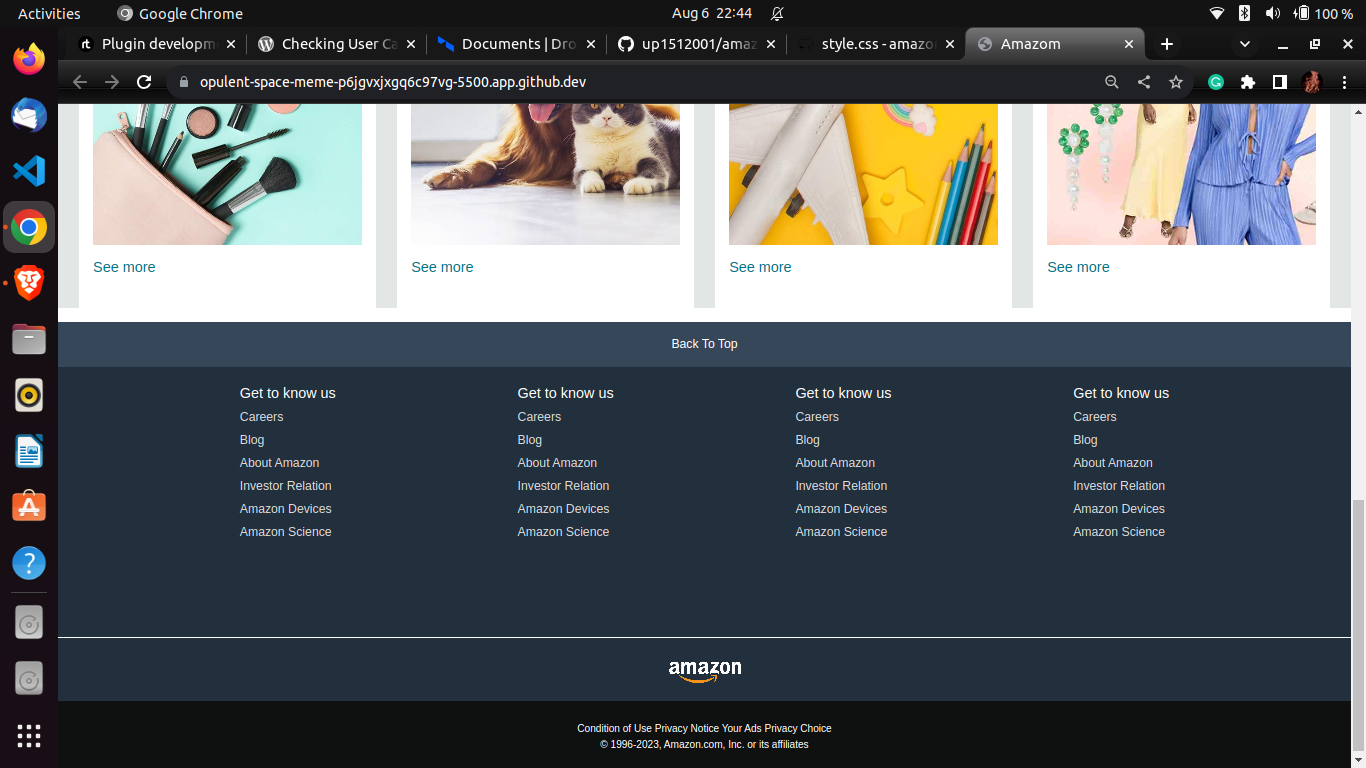 Activities Google Chrome Aug 6 22:44 100 %
rt Plugin developm Checking User Ca Documents | Dro up1512001/amaz style.css - amazon Amazom
opulent-space-meme-p6jgvxjxgq6c97vg-5500.app.github.dev
See more See more See more See more
Back To Top
Get to know us Get to know us Get to know us Get to know us
Careers Careers Careers Careers
Blog Blog Blog Blog
About Amazon About Amazon About Amazon About Amazon
Investor Relation Investor Relation Investor Relation Investor Relation
Amazon Devices Amazon Devices Amazon Devices Amazon Devices
Amazon Science Amazon Science Amazon Science Amazon Science
amazon
Condition of Use Privacy Notice Your Ads Privacy Choice
© 1996-2023, Amazon.com, Inc. or its affiliates